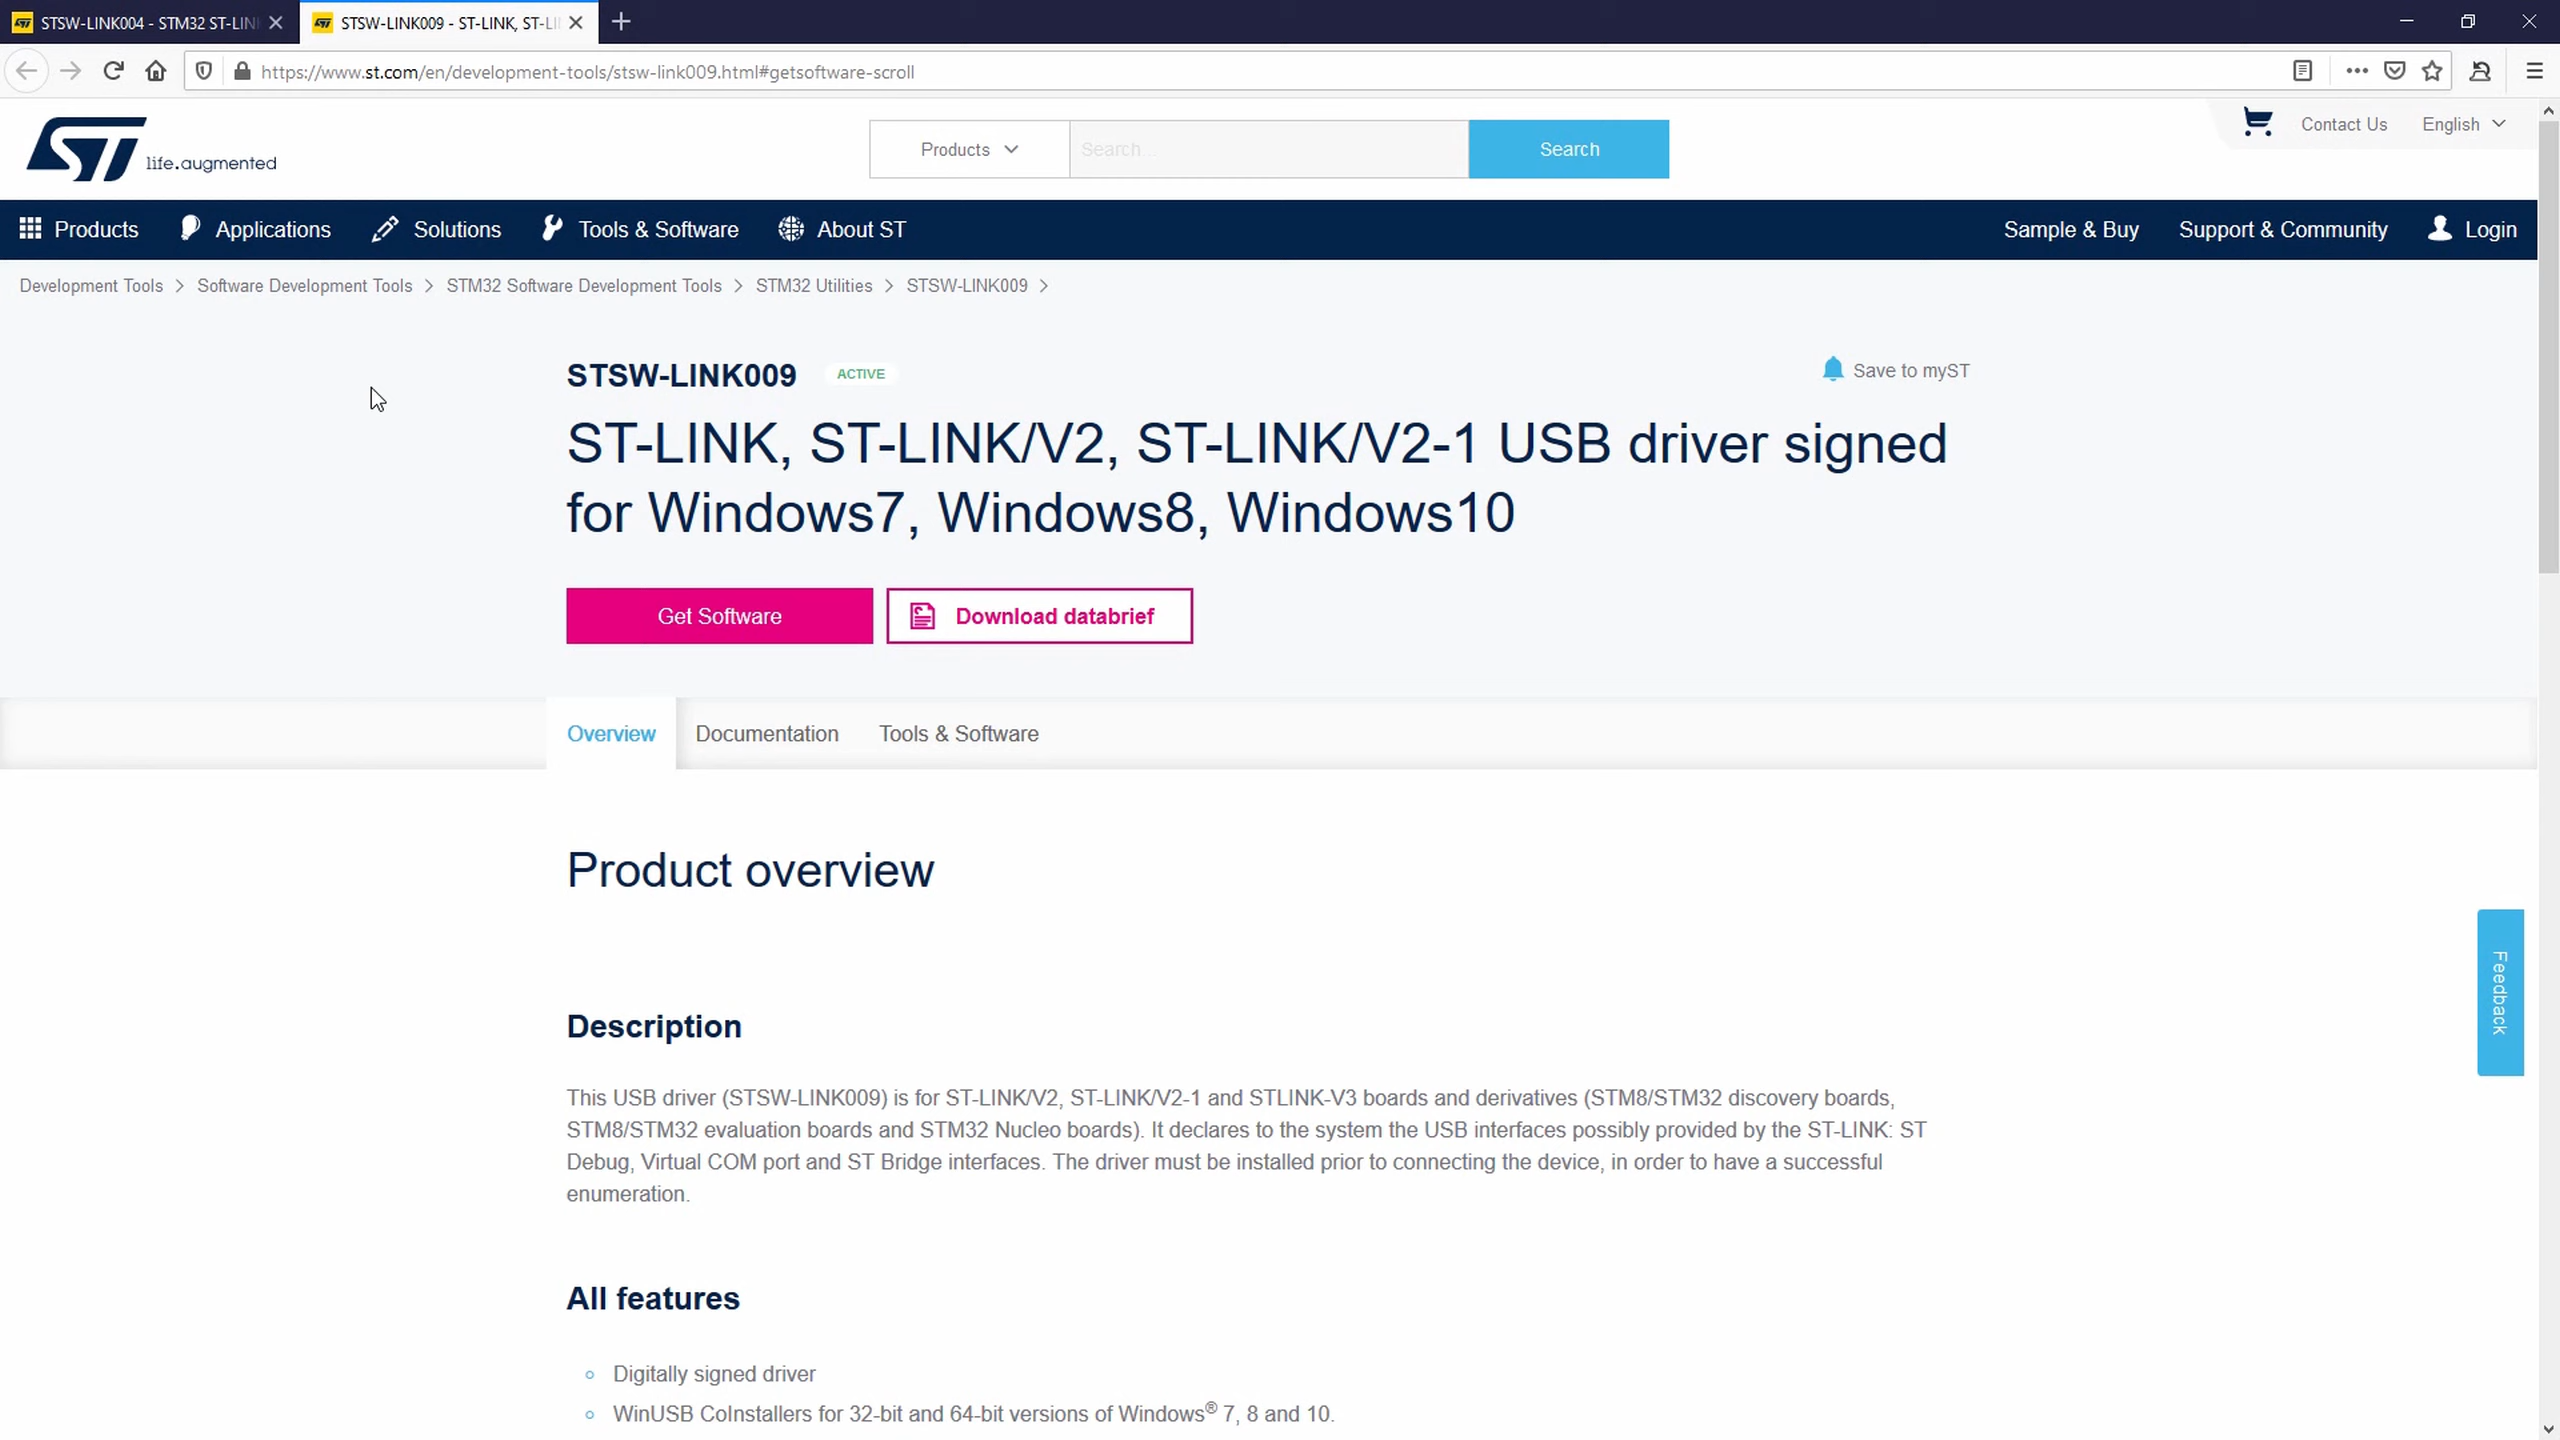 STSW-LINK004 - STM32 ST-LIN
STSW-LINK009 - ST-LINK, ST-LI
https://www.st.com/en/development-tools/stsw-link009.html#getsoftware-scroll
ST life.augmented
Products
Search...
Search
Contact Us
English
Products
Applications
Solutions
Tools & Software
About ST
Sample & Buy
Support & Community
Login
Development Tools > Software Development Tools > STM32 Software Development Tools > STM32 Utilities > STSW-LINK009 >
STSW-LINK009
ACTIVE
Save to myST
ST-LINK, ST-LINK/V2, ST-LINK/V2-1 USB driver signed
for Windows7, Windows8, Windows10
Get Software
Download databrief
Overview
Documentation
Tools & Software
Product overview
Feedback
Description
This USB driver (STSW-LINK009) is for ST-LINK/V2, ST-LINK/V2-1 and STLINK-V3 boards and derivatives (STM8/STM32 discovery boards,
STM8/STM32 evaluation boards and STM32 Nucleo boards). It declares to the system the USB interfaces possibly provided by the ST-LINK: ST
Debug, Virtual COM port and ST Bridge interfaces. The driver must be installed prior to connecting the device, in order to have a successful
enumeration.
All features
Digitally signed driver
WinUSB CoInstallers for 32-bit and 64-bit versions of Windows® 7, 8 and 10.